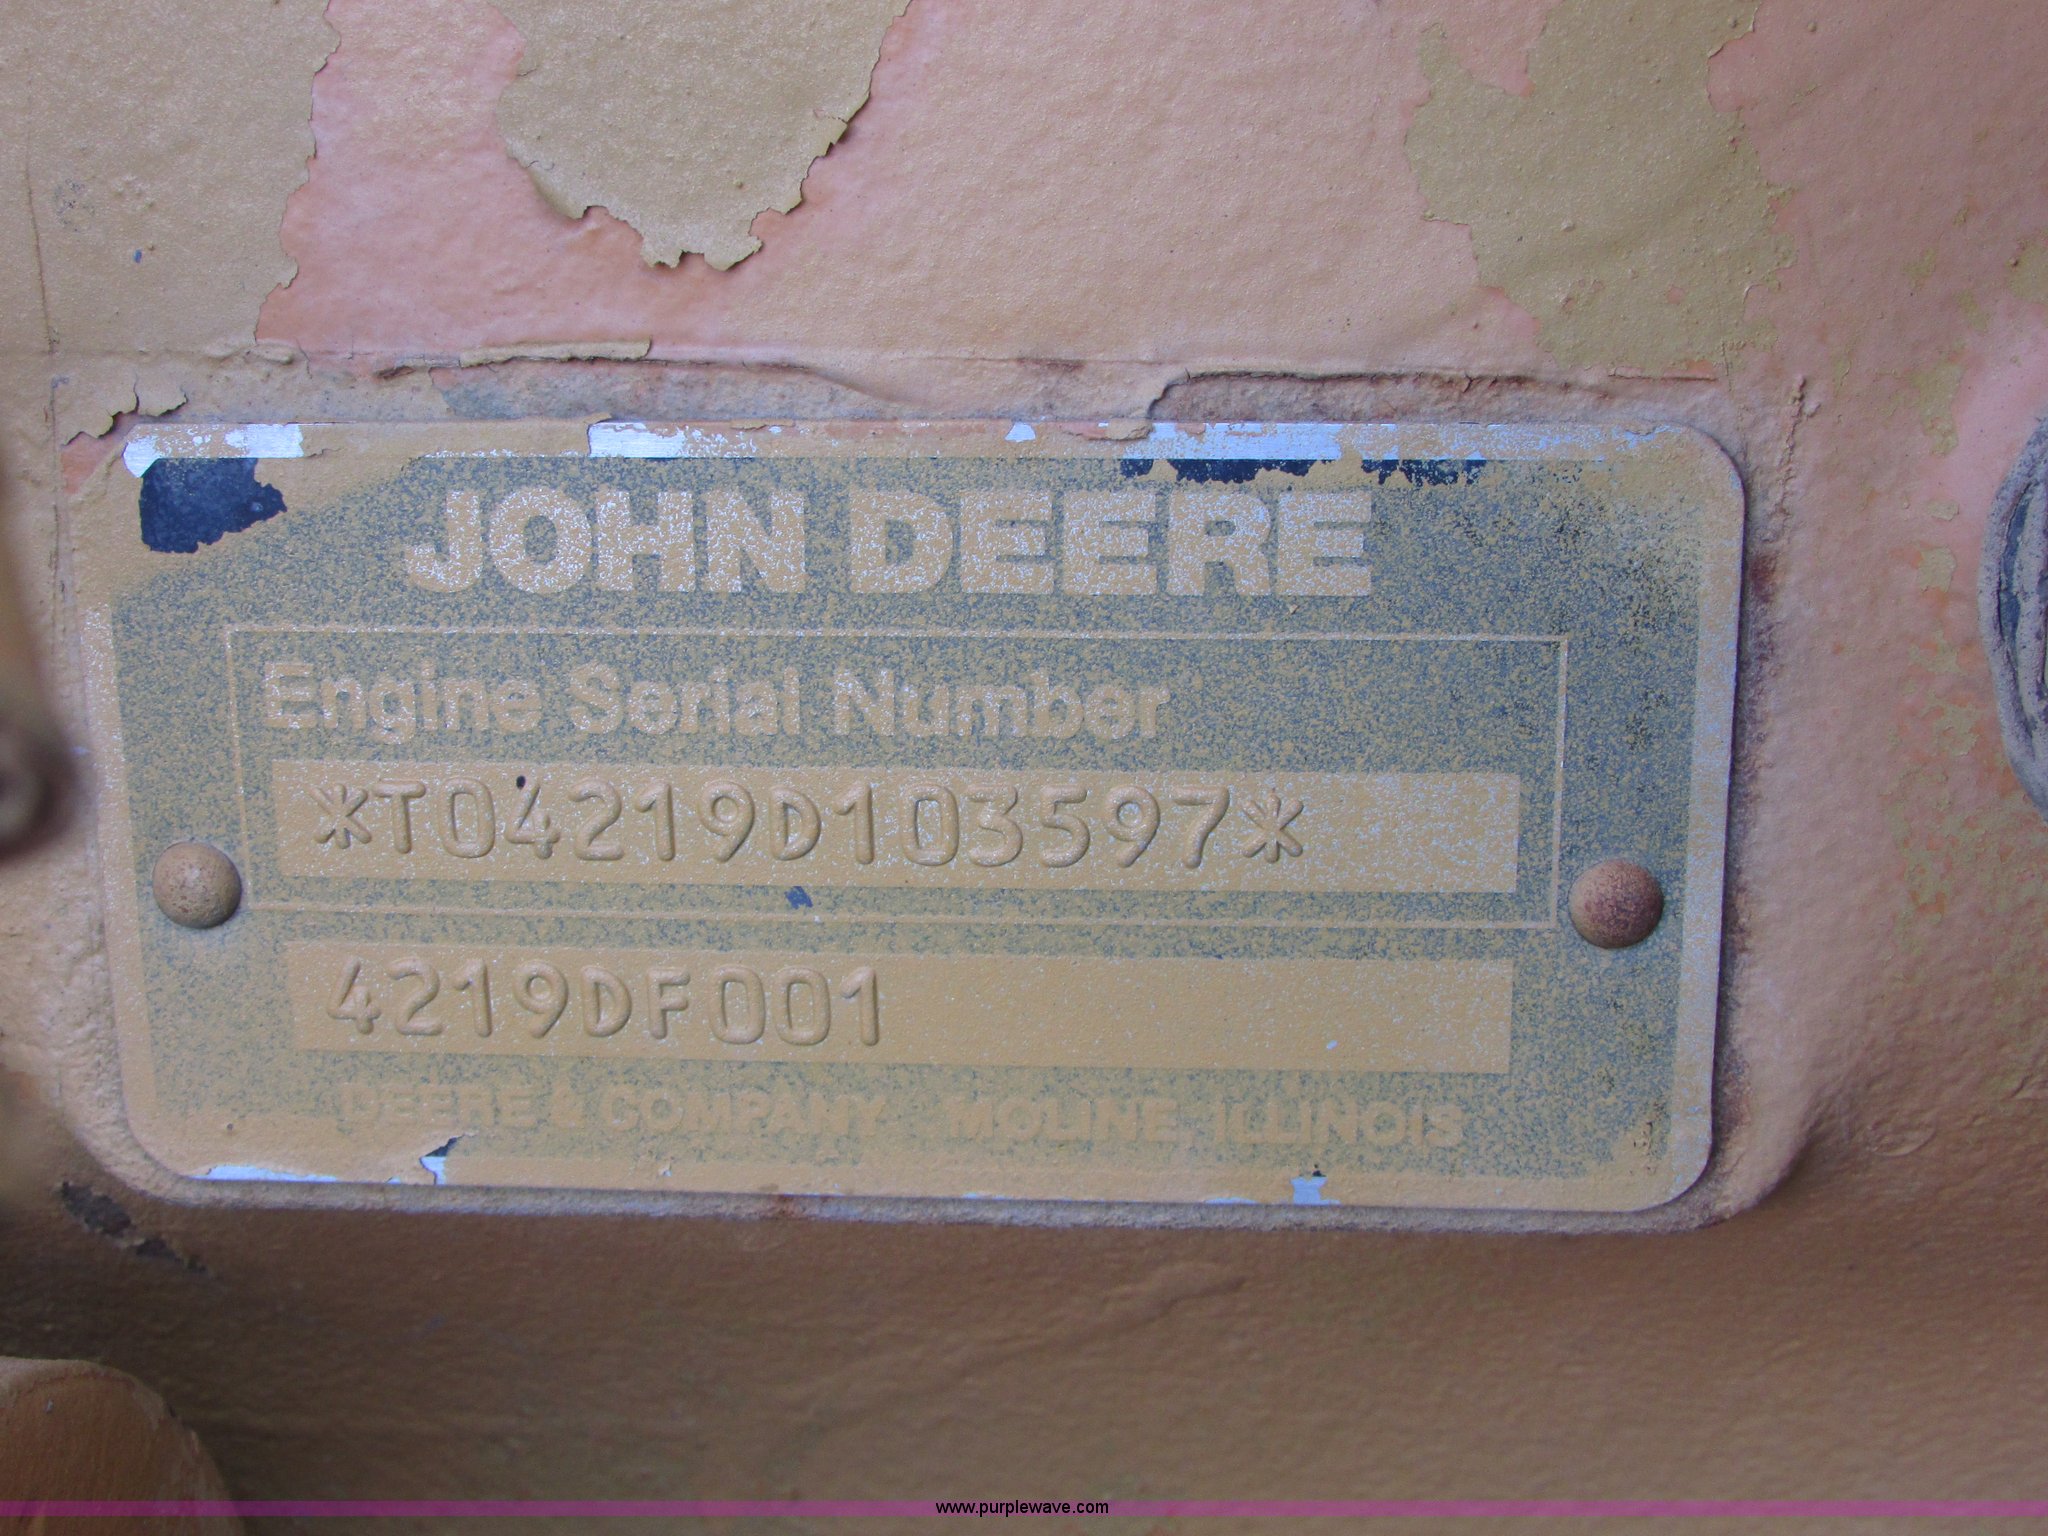 JOHN DEERE
Engine Serial Number
*T04219D103597*
4219DF001
DEERE & COMPANY MOLINE, ILLINOIS
www.purplewave.com